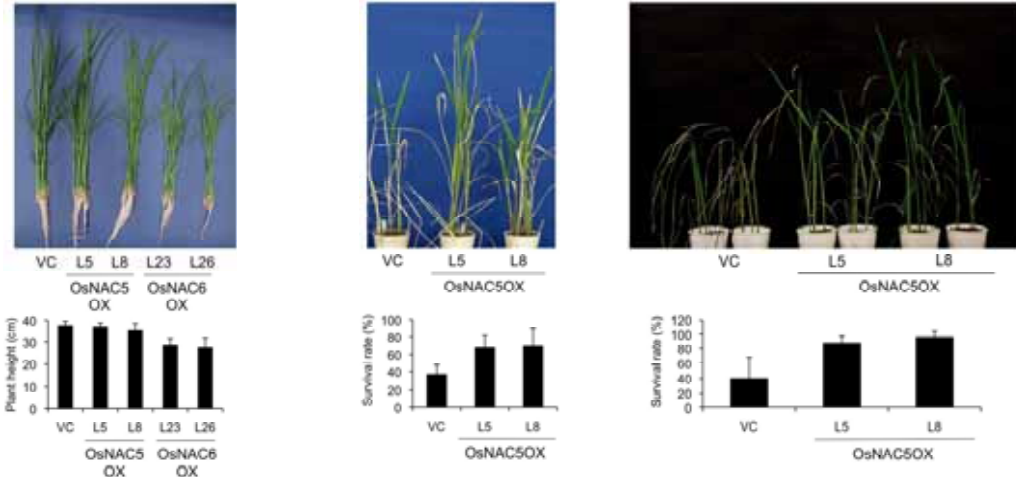 VC L5 L8 L23 L26
OsNAC5 OX OsNAC6 OX
Plant height (cm)
40
30
20
10
0
VC L5 L8 L23 L26
OsNAC5 OX OsNAC6 OX
VC L5 L8
OsNAC5OX
Survival rate (%)
100
80
60
40
20
0
VC L5 L8
OsNAC5OX
VC L5 L8
OsNAC5OX
Survival rate (%)
120
100
80
60
40
20
0
VC L5 L8
OsNAC5OX